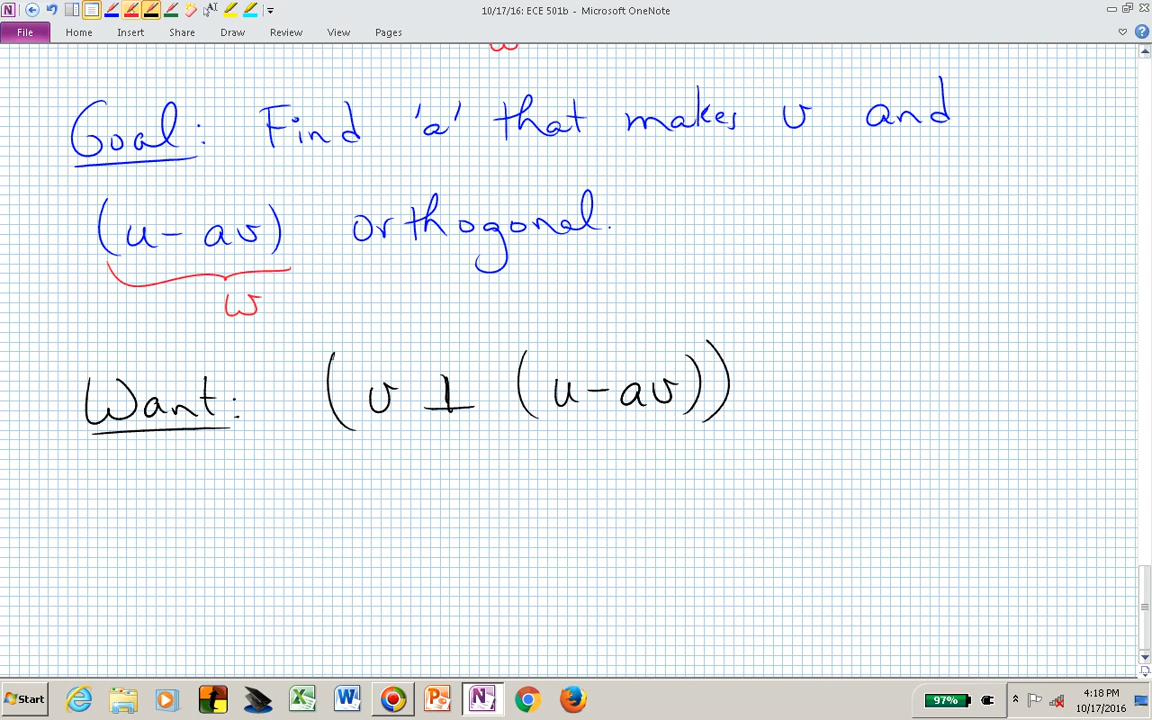 10/17/16: ECE 501b - Microsoft OneNote
File Home Insert Share Draw Review View Pages
Goal: Find 'a' that makes v and
(u - av) orthogonal.
w
Want: (v ⊥ (u - av))
Start
97%
4:18 PM
10/17/2016